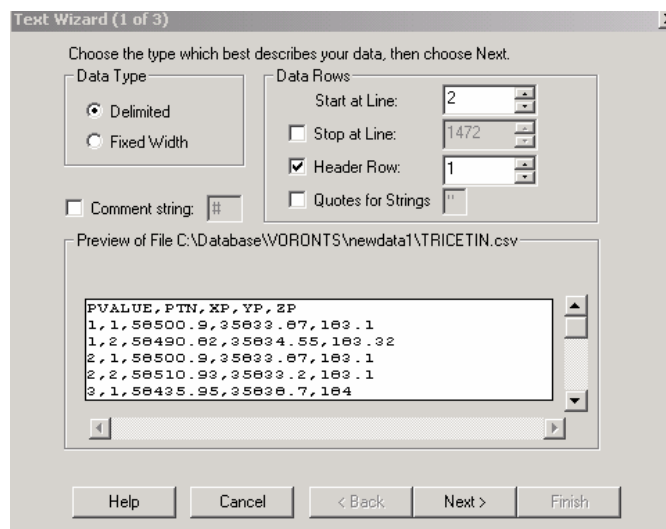 Text Wizard (1 of 3)
Choose the type which best describes your data, then choose Next.
Data Type
Delimited
Fixed Width
Comment string: #
Data Rows
Start at Line: 2
Stop at Line: 1472
Header Row: 1
Quotes for Strings "
Preview of File C:\Database\VORONTS\newdata1\TRICETIN.csv
PVALUE,PTN,XP,YP,ZP
1,1,58500.9,35833.87,183.1
1,2,58490.82,35834.55,183.32
2,1,58500.9,35833.87,183.1
2,2,58510.93,35833.2,183.1
3,1,58435.95,35838.7,184
Help Cancel < Back Next > Finish